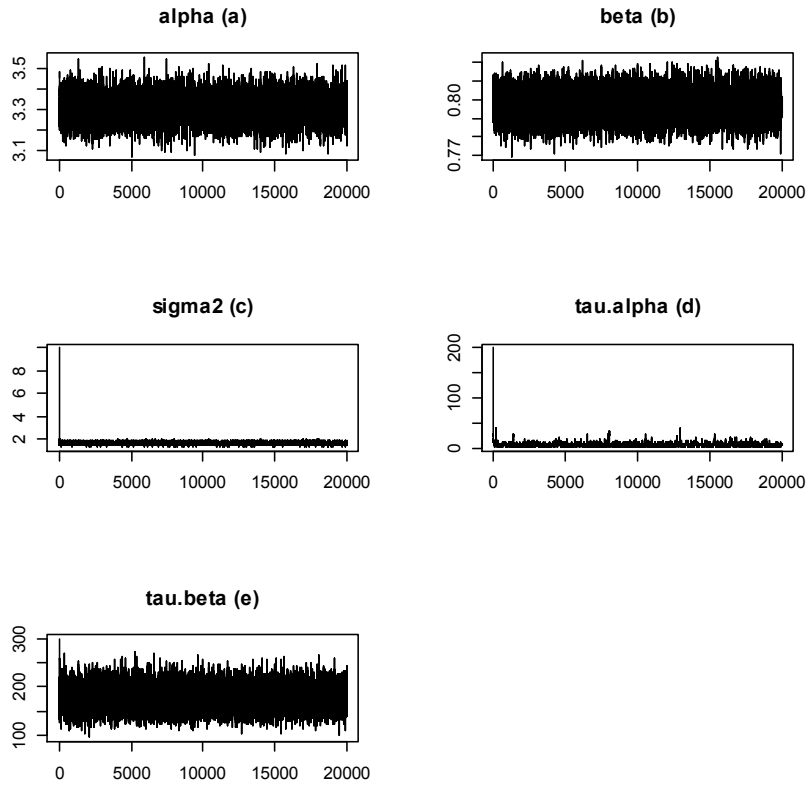 alpha (a)
3.1 3.3 3.5
0 5000 10000 15000 20000
beta (b)
0.77 0.80
0 5000 10000 15000 20000
sigma2 (c)
2 4 6 8
0 5000 10000 15000 20000
tau.alpha (d)
0 100 200
0 5000 10000 15000 20000
tau.beta (e)
100 200 300
0 5000 10000 15000 20000